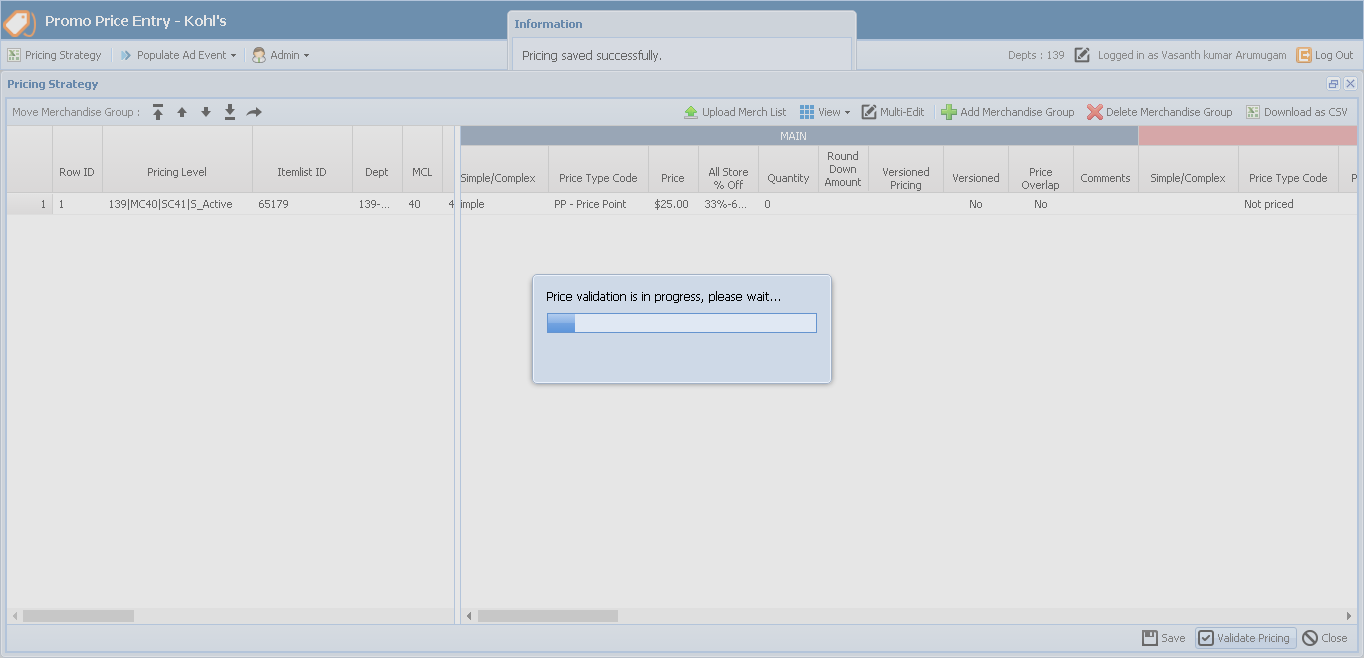 Promo Price Entry - Kohl's
Information
Pricing saved successfully.
Pricing Strategy
Populate Ad Event
Admin
Depts : 139
Logged in as Vasanth kumar Arumugam
Log Out
Pricing Strategy
Move Merchandise Group :
Upload Merch List
View
Multi-Edit
Add Merchandise Group
Delete Merchandise Group
Download as CSV
MAIN
Row ID
Pricing Level
Itemlist ID
Dept
MCL
Simple/Complex
Price Type Code
Price
All Store
% Off
Quantity
Round
Down
Amount
Versioned
Pricing
Versioned
Price
Overlap
Comments
Simple/Complex
Price Type Code
P
1
1
139|MC40|SC41|S_Active
65179
139-...
40
4
imple
PP - Price Point
$25.00
33%-6...
0
No
No
Not priced
Price validation is in progress, please wait...
Save
Validate Pricing
Close